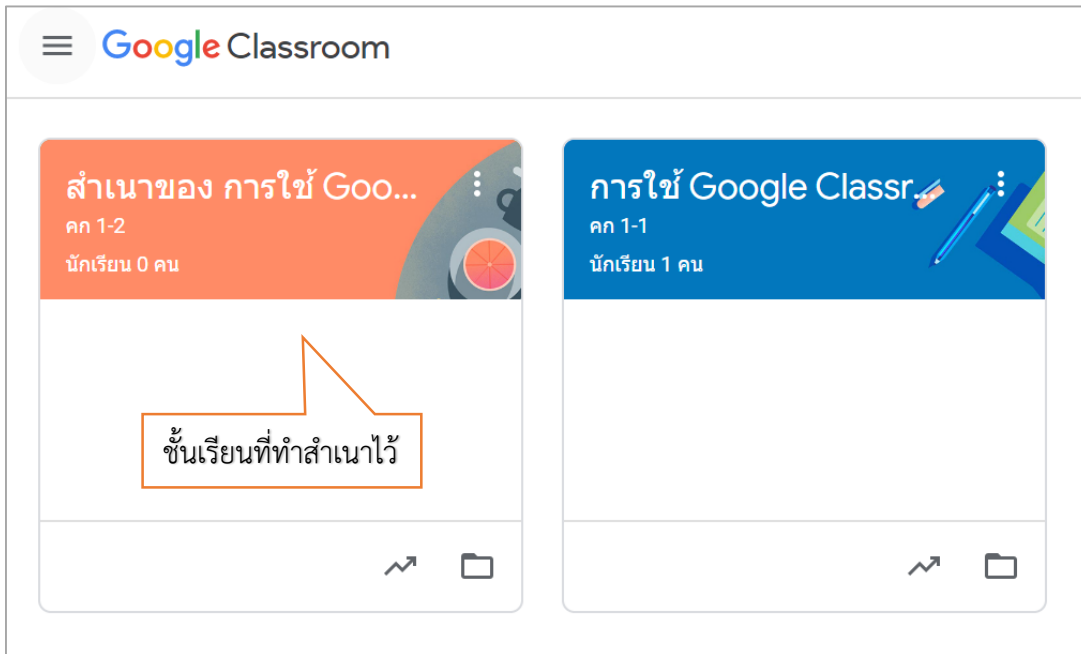 Google Classroom
สำเนาของ การใช้ Goo...
คก 1-2
นักเรียน 0 คน
การใช้ Google Classr...
คก 1-1
นักเรียน 1 คน
ชั้นเรียนที่ทำสำเนาไว้